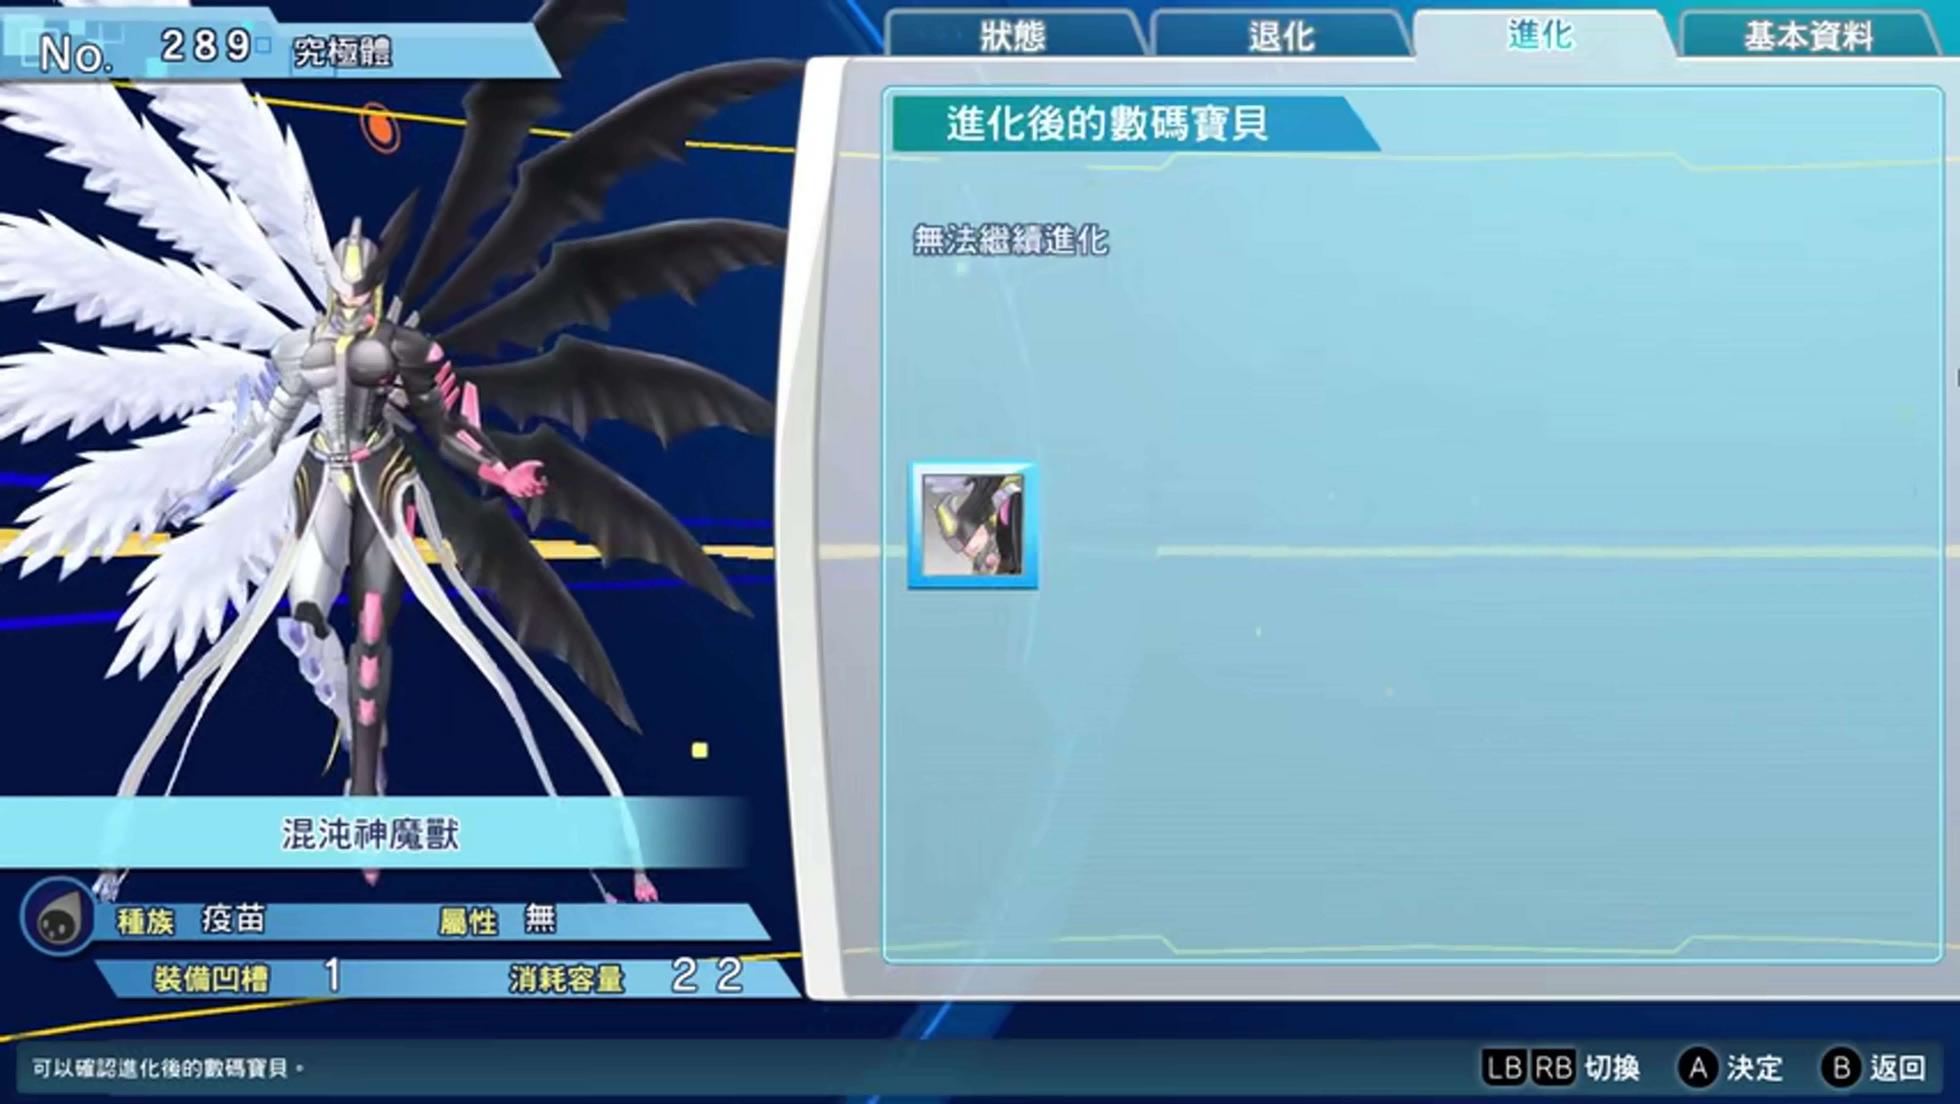 No. 289 究極體
狀態 退化 進化 基本資料
進化後的數碼寶貝
無法繼續進化
混沌神魔獸
種族 疫苗 屬性 無
裝備凹槽 1 消耗容量 22
可以確認進化後的數碼寶貝。
LB RB 切換 A 決定 B 返回